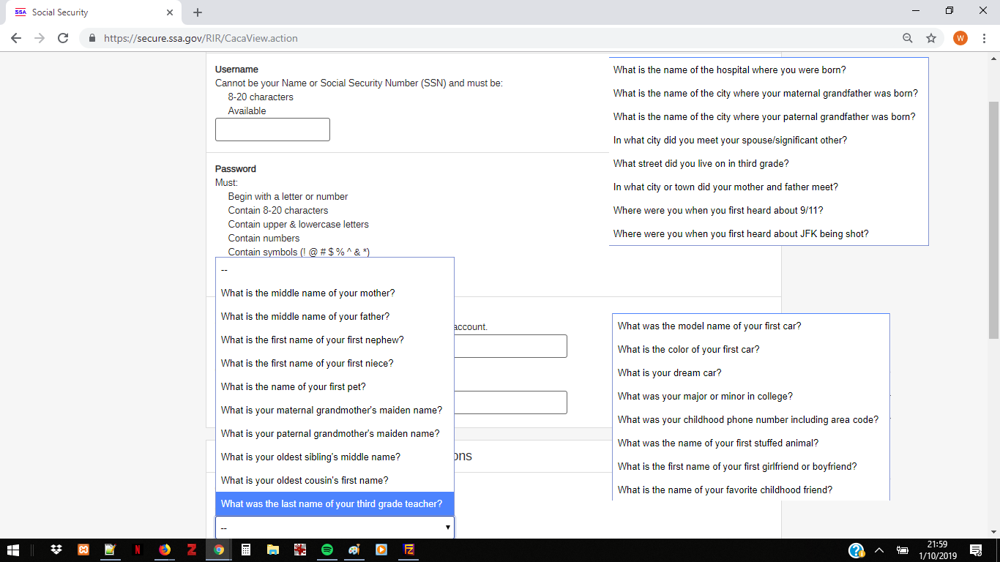 SSA Social Security
https://secure.ssa.gov/RIR/CacaView.action
W
Username
Cannot be your Name or Social Security Number (SSN) and must be:
8-20 characters
Available
Password
Must:
Begin with a letter or number
Contain 8-20 characters
Contain upper & lowercase letters
Contain numbers
Contain symbols (! @ # $ % ^ & *)
--
What is the middle name of your mother?
What is the middle name of your father?
What is the first name of your first nephew?
What is the first name of your first niece?
What is the name of your first pet?
What is your maternal grandmother's maiden name?
What is your paternal grandmother's maiden name?
What is your oldest sibling's middle name?
What is your oldest cousin's first name?
What was the last name of your third grade teacher?
--
account.
ons
What is the name of the hospital where you were born?
What is the name of the city where your maternal grandfather was born?
What is the name of the city where your paternal grandfather was born?
In what city did you meet your spouse/significant other?
What street did you live on in third grade?
In what city or town did your mother and father meet?
Where were you when you first heard about 9/11?
Where were you when you first heard about JFK being shot?
What was the model name of your first car?
What is the color of your first car?
What is your dream car?
What was your major or minor in college?
What was your childhood phone number including area code?
What was the name of your first stuffed animal?
What is the first name of your first girlfriend or boyfriend?
What is the name of your favorite childhood friend?
21:59
1/10/2019